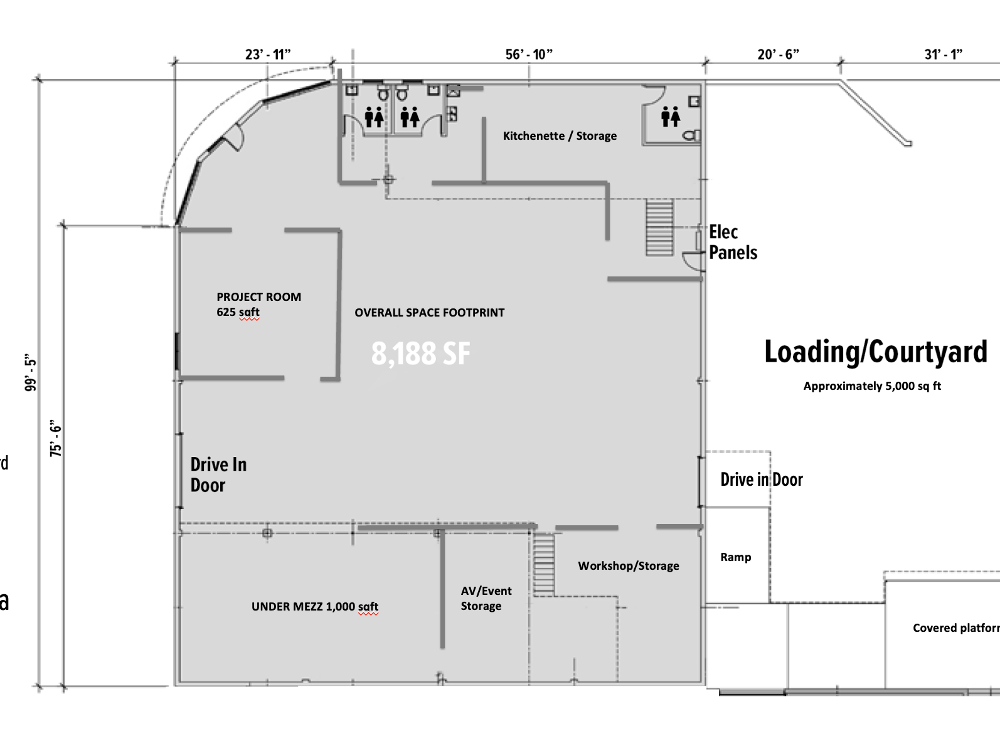 23’ - 11”
56’ - 10”
20’ - 6”
31’ - 1”
Kitchenette / Storage
Elec
Panels
PROJECT ROOM
625 sqft
OVERALL SPACE FOOTPRINT
8,188 SF
Loading/Courtyard
Approximately 5,000 sq ft
99’ - 5”
75’ - 6”
Drive In
Door
Drive in Door
Ramp
Workshop/Storage
AV/Event
Storage
UNDER MEZZ 1,000 sqft
Covered